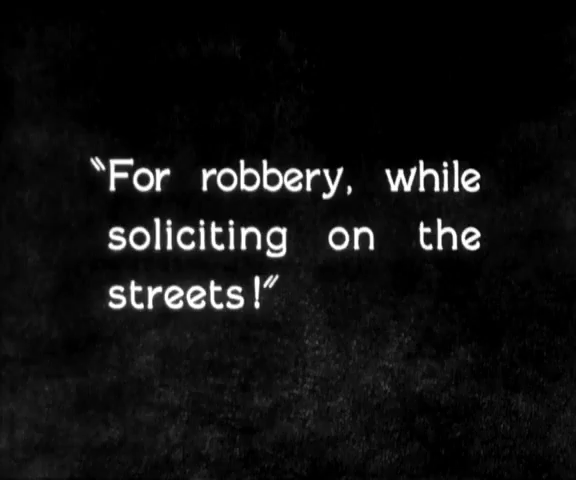 "For robbery, while
soliciting on the
streets!"